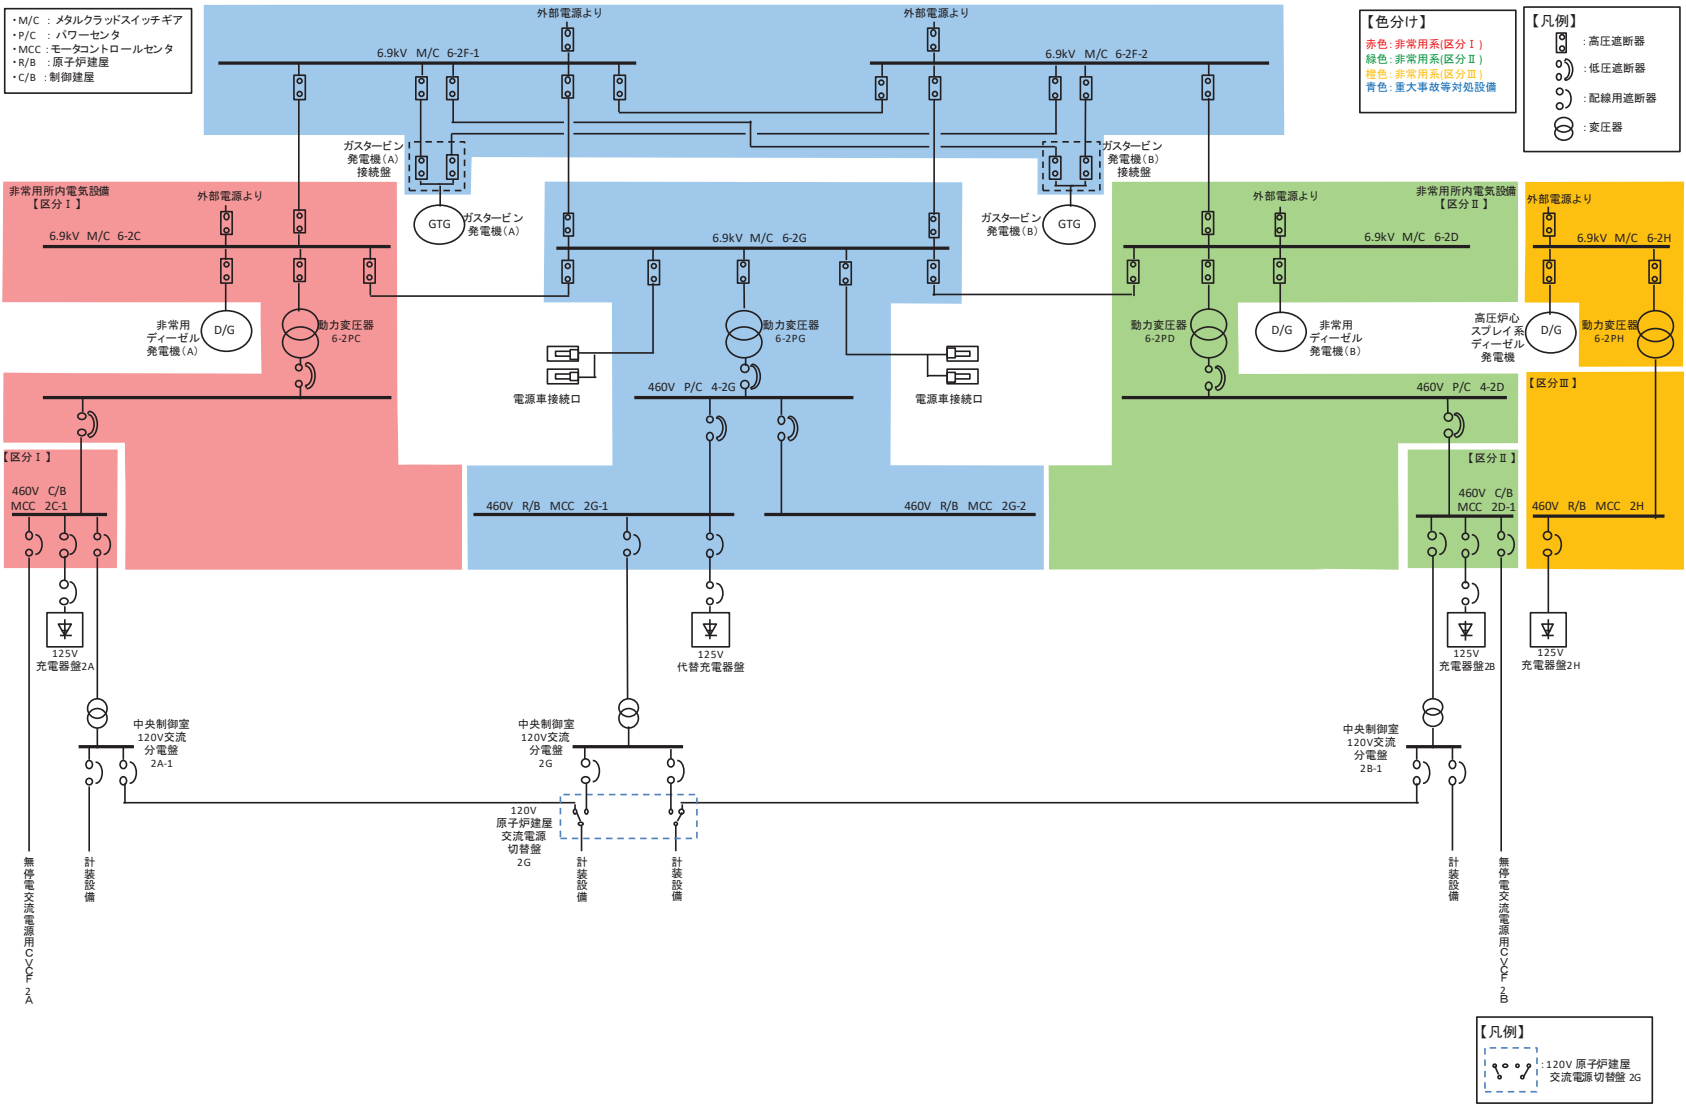 ・M/C : メタルクラッドスイッチギア
・P/C : パワーセンタ
・MCC : モータコントロールセンタ
・R/B : 原子炉建屋
・C/B : 制御建屋
外部電源より
外部電源より
6.9kV M/C 6-2F-1
6.9kV M/C 6-2F-2
【色分け】
赤色：非常用系(区分Ⅰ)
緑色：非常用系(区分Ⅱ)
橙色：非常用系(区分Ⅲ)
青色：重大事故等対処設備
【凡例】
：高圧遮断器
：低圧遮断器
：配線用遮断器
：変圧器
ガスタービン
発電機(A)
接続盤
ガスタービン
発電機(B)
接続盤
GTG
ガスタービン
発電機(A)
ガスタービン
発電機(B)
GTG
非常用所内電気設備
【区分Ⅰ】
外部電源より
6.9kV M/C 6-2C
6.9kV M/C 6-2G
外部電源より
非常用所内電気設備
【区分Ⅱ】
6.9kV M/C 6-2D
外部電源より
6.9kV M/C 6-2H
非常用
ディーゼル
発電機(A)
D/G
動力変圧器
6-2PC
動力変圧器
6-2PG
動力変圧器
6-2PD
D/G
非常用
ディーゼル
発電機(B)
高圧炉心
スプレイ系
ディーゼル
発電機
D/G
動力変圧器
6-2PH
電源車接続口
460V P/C 4-2G
電源車接続口
460V P/C 4-2D
【区分Ⅲ】
【区分Ⅰ】
460V C/B
MCC 2C-1
460V R/B MCC 2G-1
460V R/B MCC 2G-2
【区分Ⅱ】
460V C/B
MCC 2D-1
460V R/B MCC 2H
125V
充電器盤2A
125V
代替充電器盤
125V
充電器盤2B
125V
充電器盤2H
中央制御室
120V交流
分電盤
2A-1
中央制御室
120V交流
分電盤
2G
中央制御室
120V交流
分電盤
2B-1
120V
原子炉建屋
交流電源
切替盤
2G
無停電交流電源用CVCF2A
計装設備
計装設備
計装設備
計装設備
無停電交流電源用CVCF2B
【凡例】
：120V 原子炉建屋
交流電源切替盤 2G